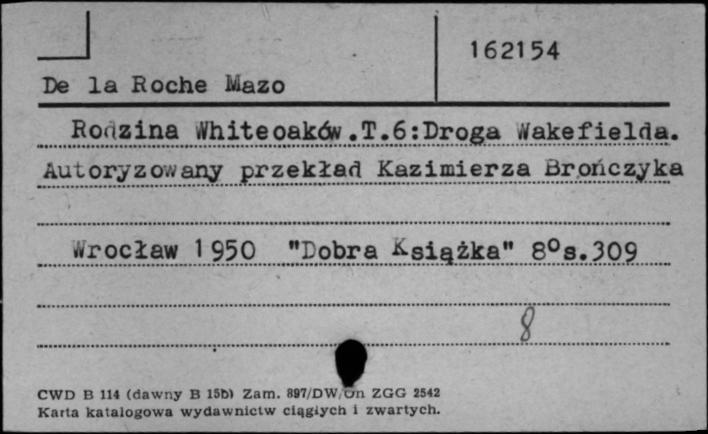 162154
De la Roche Mazo
Rodzina Whiteoaków.T.6:Droga Wakefielda.
Autoryzowany przekład Kazimierza Brończyka
Wrocław 1950 "Dobra Książka" 8°s.309
8
CWD B 114 (dawny B 15b) Zam. 897/DW/Un ZGG 2542
Karta katalogowa wydawnictw ciągłych i zwartych.